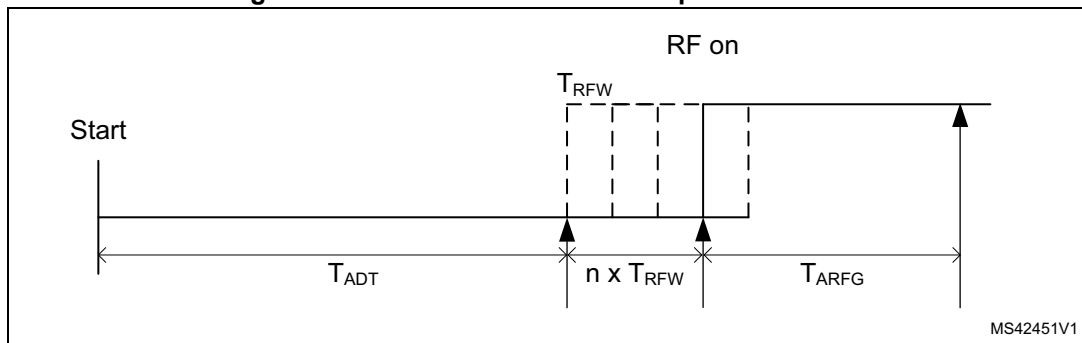 RF on
T_RFW
Start
T_ADT
n x T_RFW
T_ARFG
MS42451V1